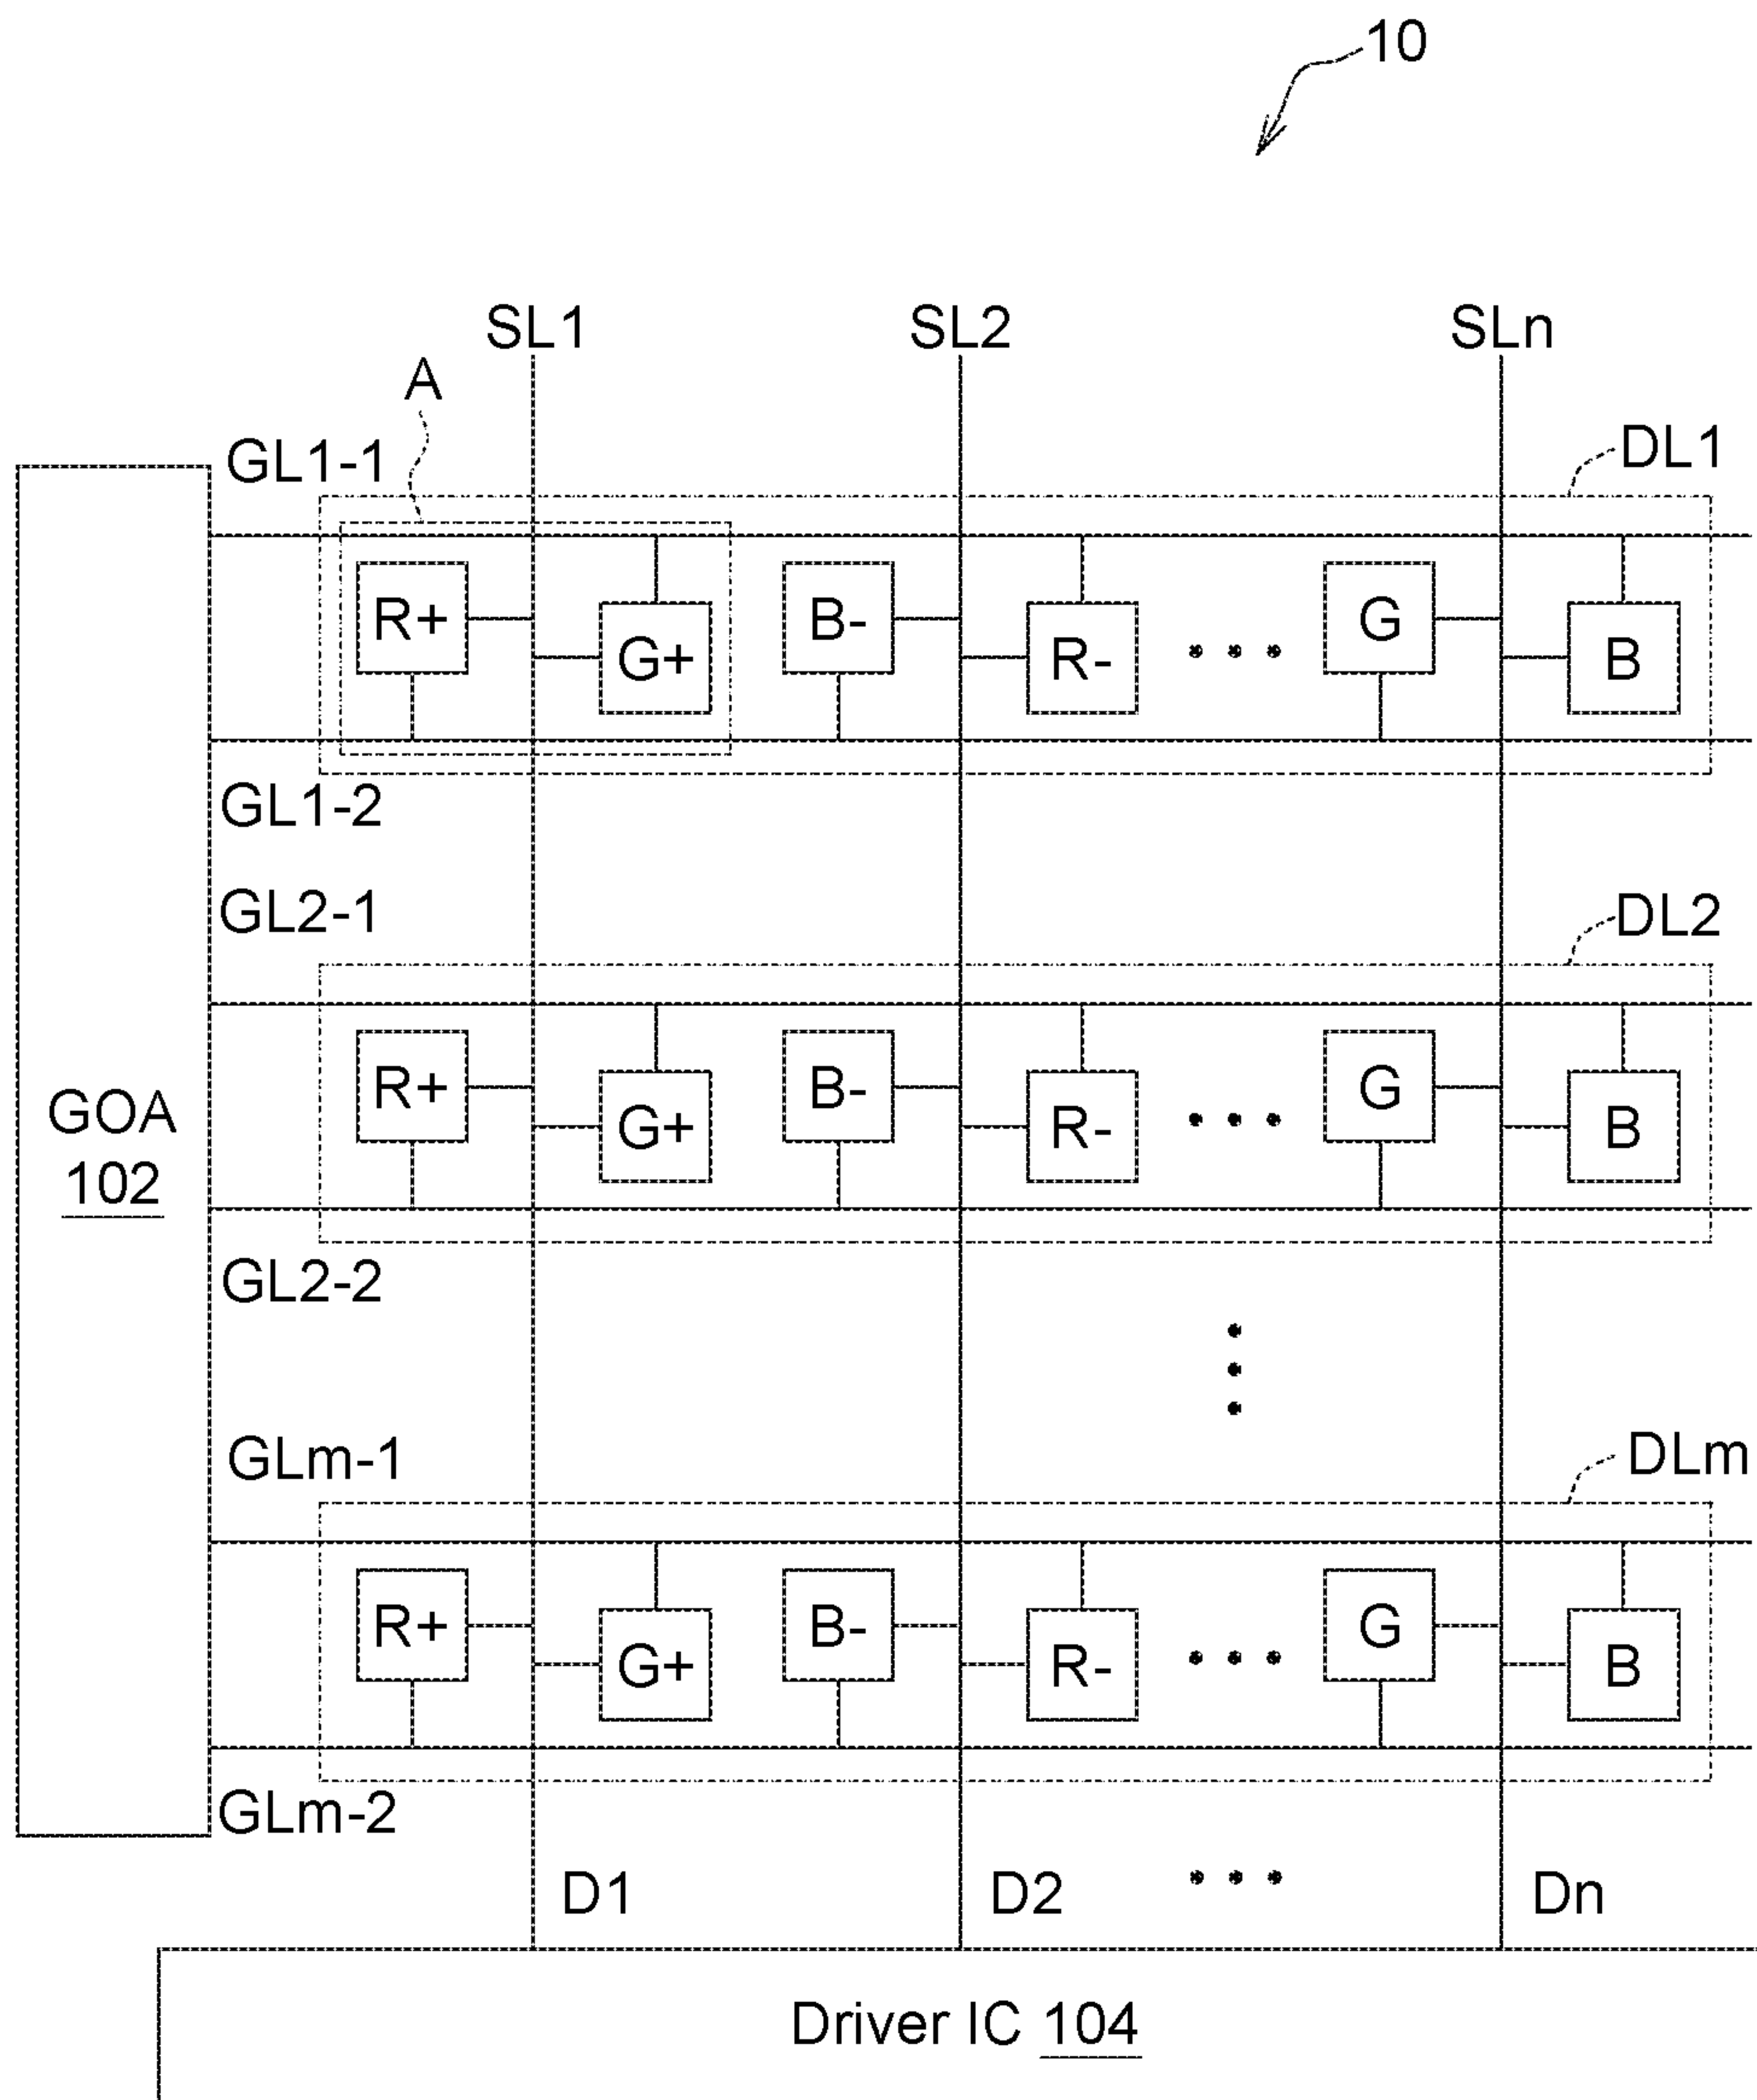 10
SL1 SL2 SLn
A
GL1-1 DL1
R+ B- G
G+ R- B
GL1-2
GL2-1 DL2
R+ B- G
G+ R- B
GOA
102
GL2-2
GLm-1 DLm
R+ B- G
G+ R- B
GLm-2
D1 D2 Dn
Driver IC 104